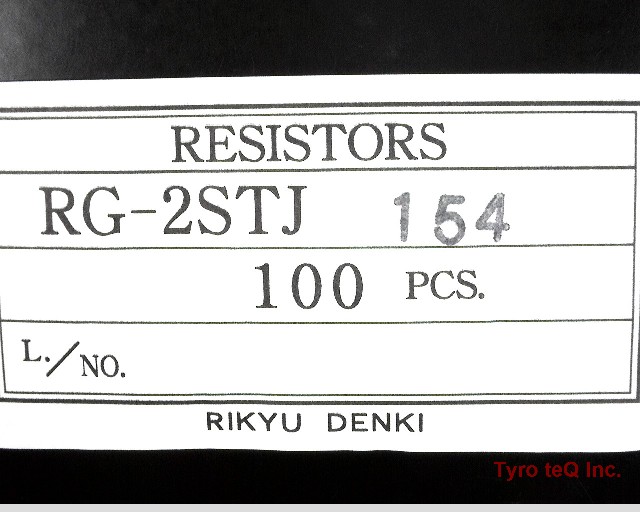 RESISTORS
RG-2STJ 154
100 PCS.
L./NO.
RIKYU DENKI
Tyro teQ Inc.